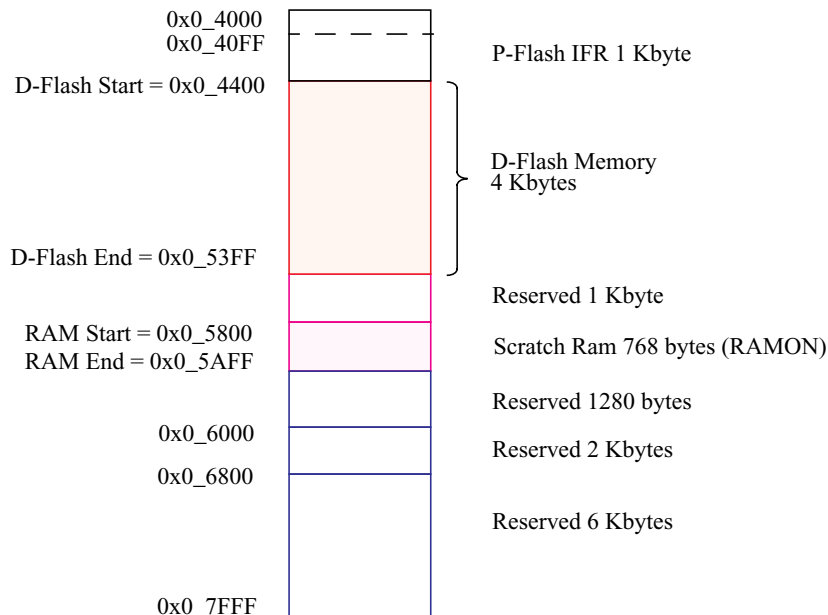 0x0_4000
0x0_40FF
P-Flash IFR 1 Kbyte
D-Flash Start = 0x0_4400
D-Flash Memory
4 Kbytes
D-Flash End = 0x0_53FF
Reserved 1 Kbyte
RAM Start = 0x0_5800
Scratch Ram 768 bytes (RAMON)
RAM End = 0x0_5AFF
Reserved 1280 bytes
0x0_6000
Reserved 2 Kbytes
0x0_6800
Reserved 6 Kbytes
0x0_7FFF